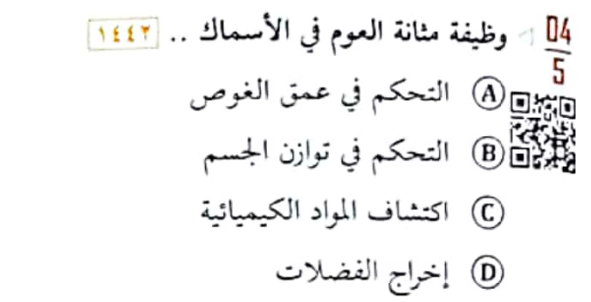 04
5
وظيفة مثانة العوم في الأسماك .. ١٤٤٢
A التحكم في عمق الغوص
B التحكم في توازن الجسم
C اكتشاف المواد الكيميائية
D إخراج الفضلات